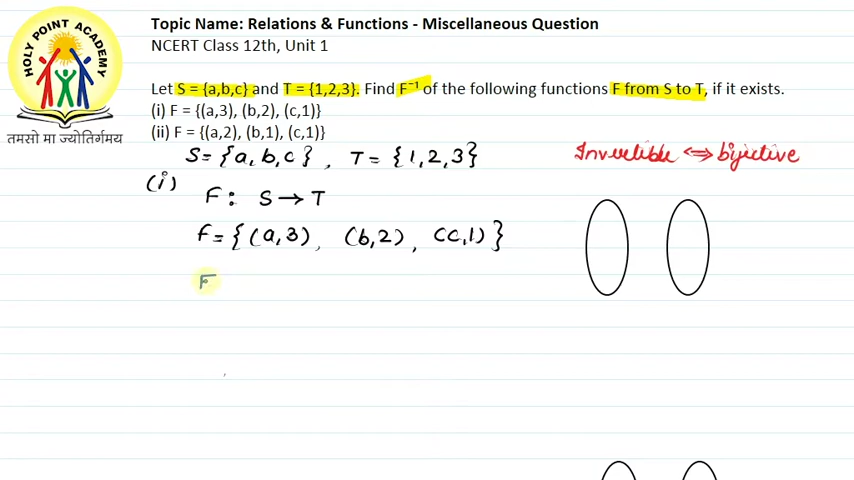 HOLY POINT ACADEMY
तमसो मा ज्योतिर्गमय
Topic Name: Relations & Functions - Miscellaneous Question
NCERT Class 12th, Unit 1
Let S = {a,b,c} and T = {1,2,3}. Find F⁻¹ of the following functions F from S to T, if it exists.
(i) F = {(a,3), (b,2), (c,1)}
(ii) F = {(a,2), (b,1), (c,1)}
S = {a, b, c} , T = {1, 2, 3}
Invertible ⇔ bijective
(i) F : S → T
F = {(a,3), (b,2), (c,1)}
F